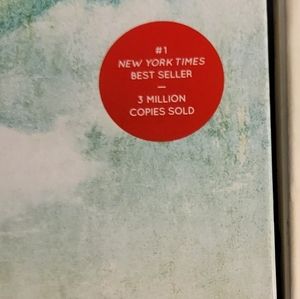 #1
NEW YORK TIMES
BEST SELLER
—
3 MILLION
COPIES SOLD